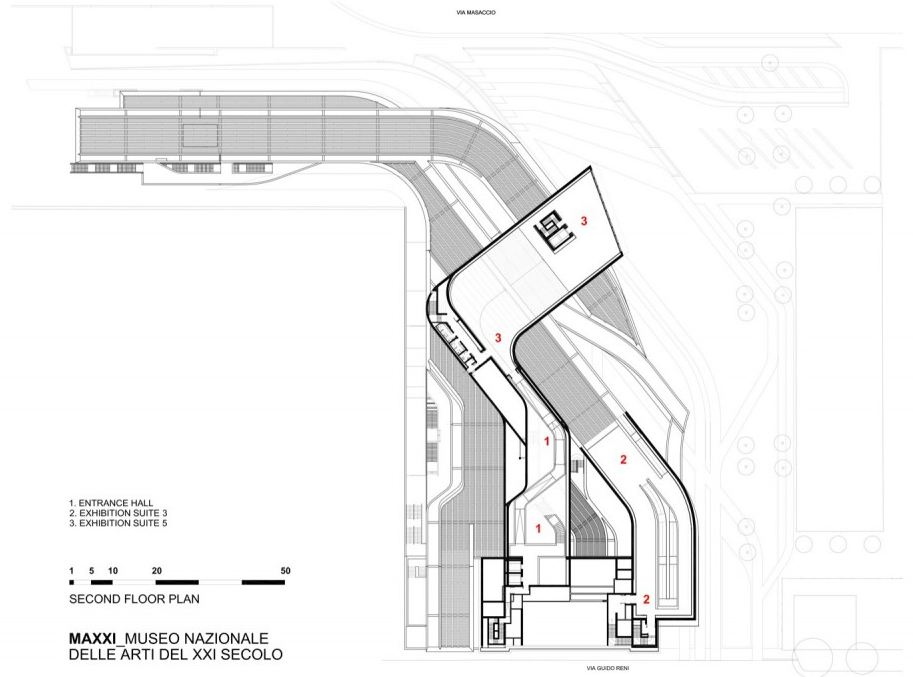 VIA MASACCIO
3
3
1
2
1
2
1. ENTRANCE HALL
2. EXHIBITION SUITE 3
3. EXHIBITION SUITE 5
1 5 10 20 50
SECOND FLOOR PLAN
MAXXI_MUSEO NAZIONALE
DELLE ARTI DEL XXI SECOLO
VIA GUIDO RENI